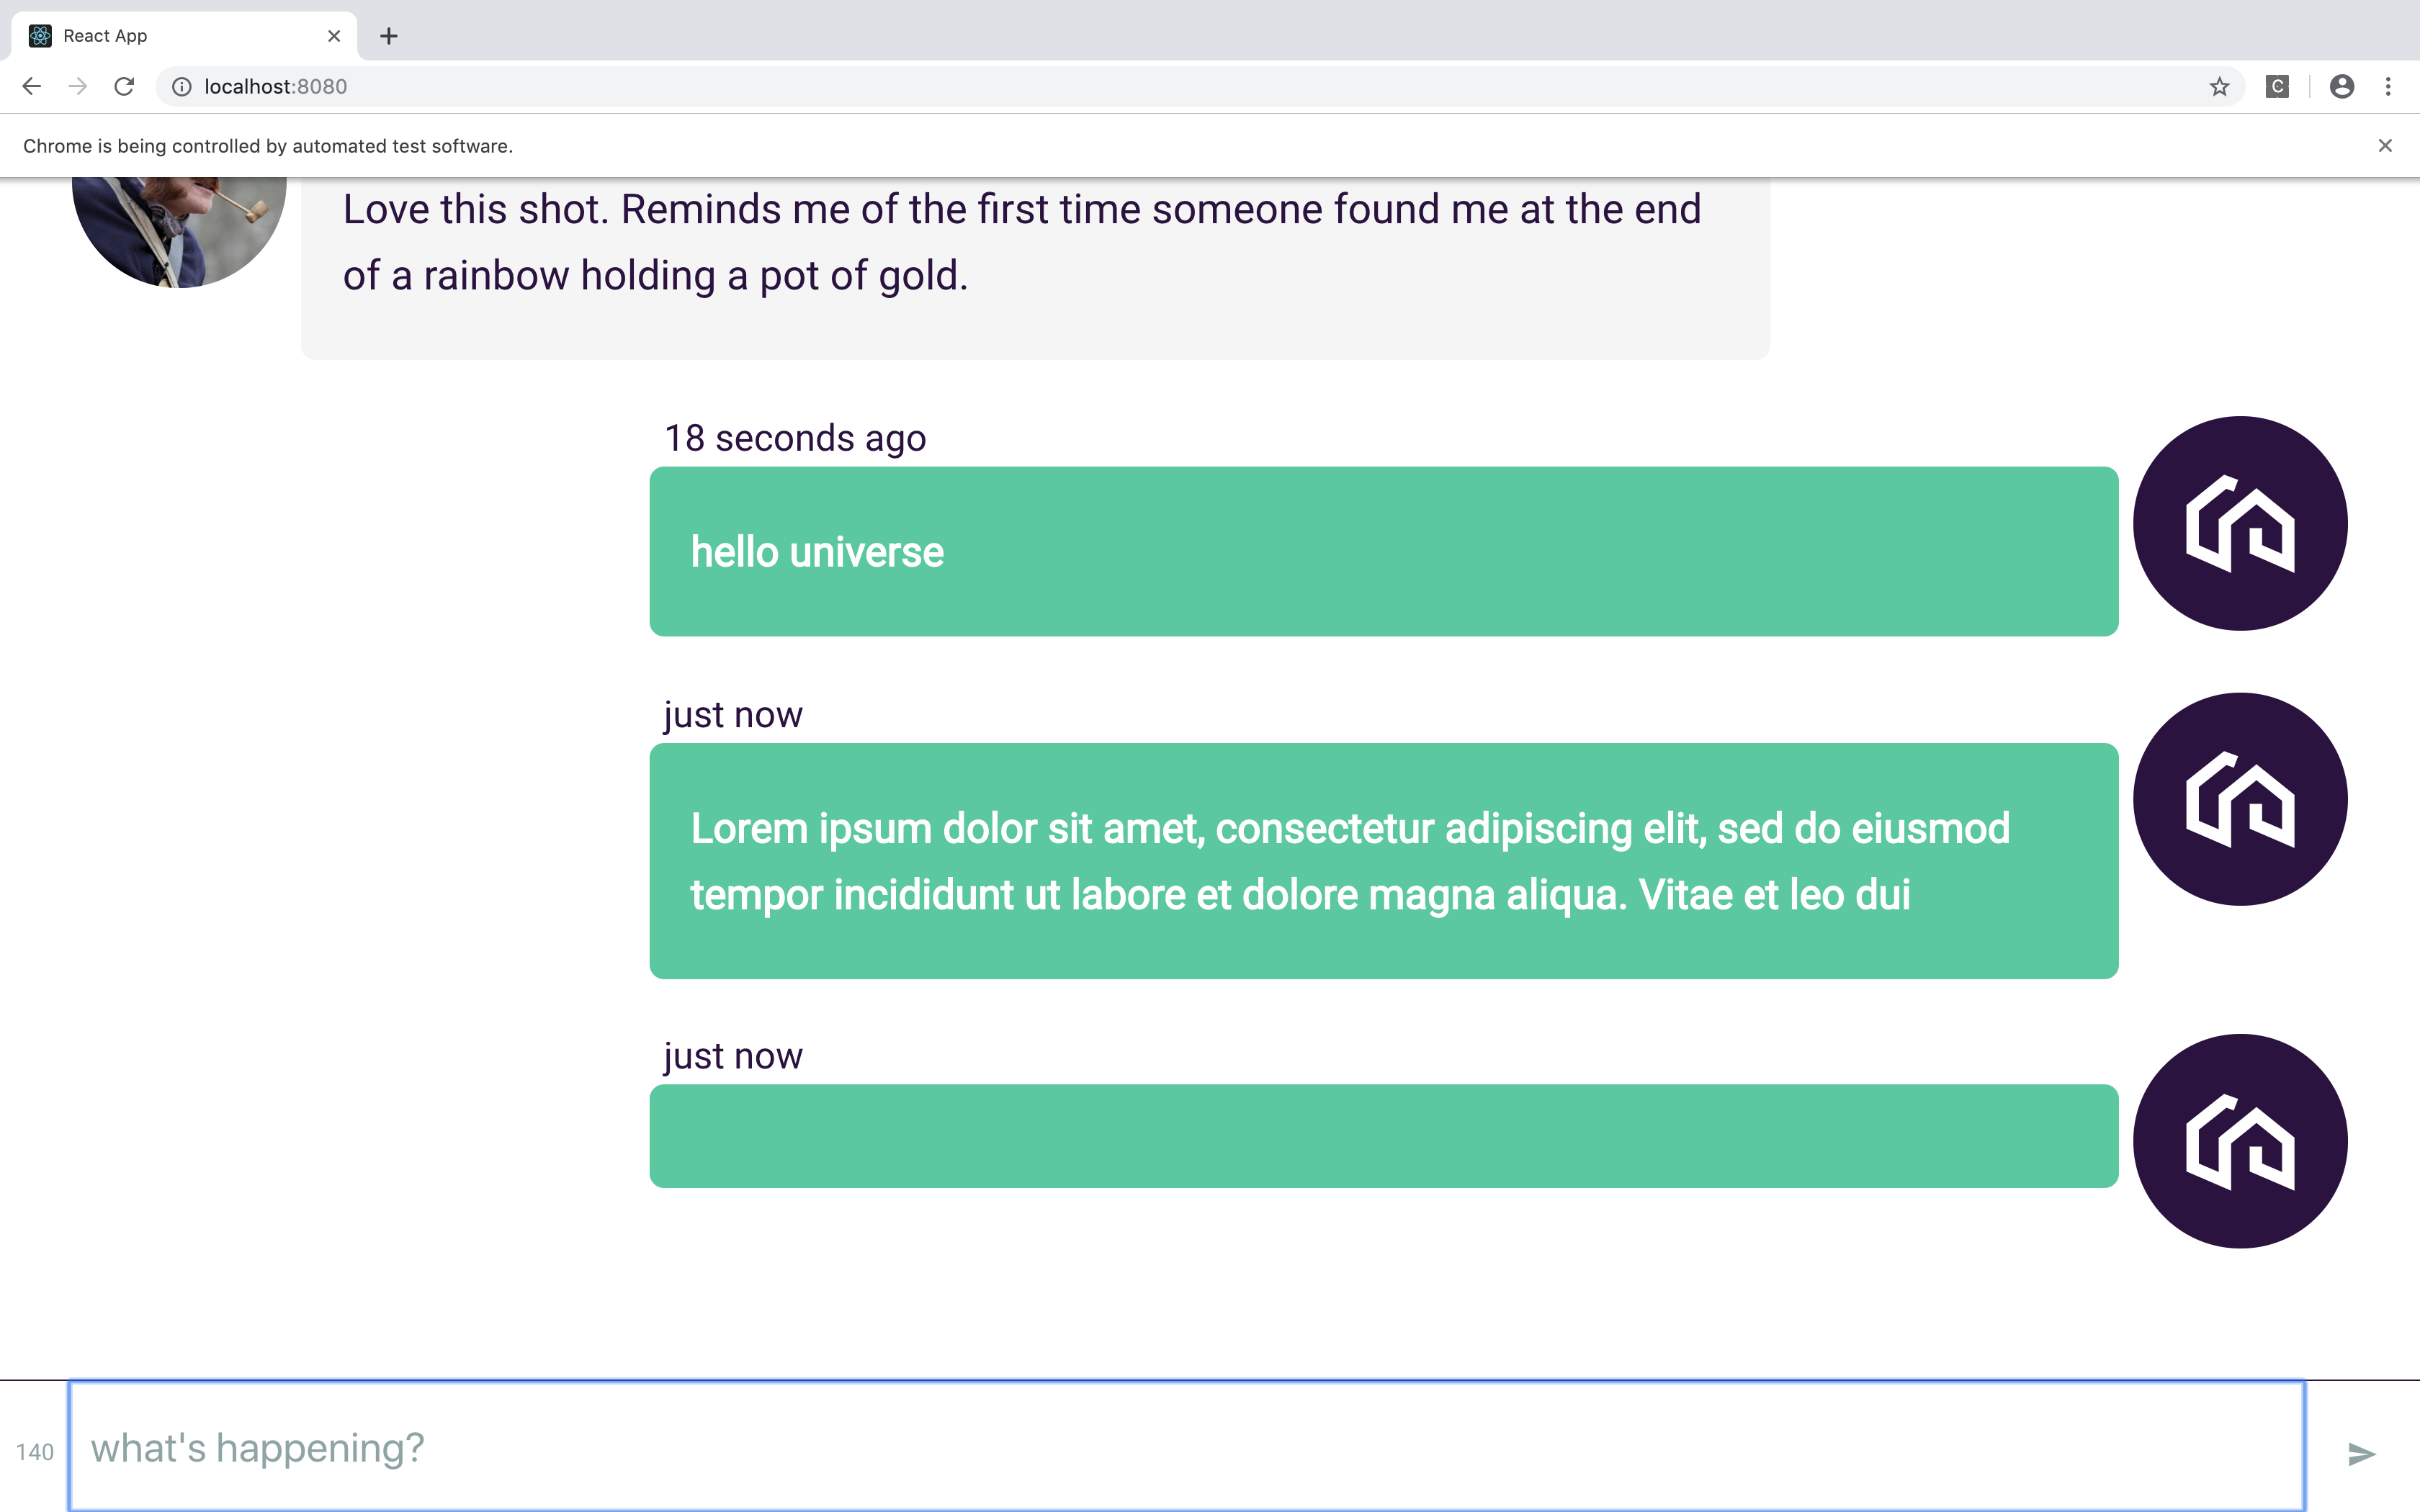 React App
localhost:8080
C
Chrome is being controlled by automated test software.
Love this shot. Reminds me of the first time someone found me at the end
of a rainbow holding a pot of gold.
18 seconds ago
hello universe
just now
Lorem ipsum dolor sit amet, consectetur adipiscing elit, sed do eiusmod
tempor incididunt ut labore et dolore magna aliqua. Vitae et leo dui
just now
140
what's happening?